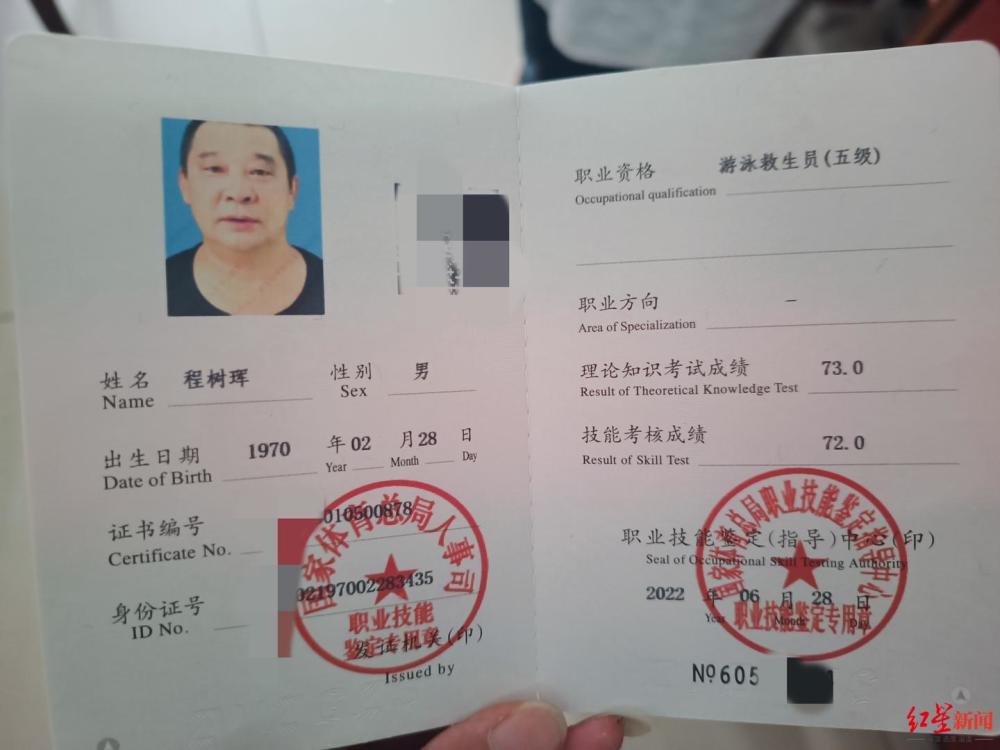 姓名 程树珲 性别 男
Name Sex
出生日期 1970 年 02 月 28 日
Date of Birth Year Month Day
证书编号 010500878
Certificate No.
身份证号 02197002283435
ID No.
国家体育总局人事司
职业技能
鉴定专用章
发证机关(印)
Issued by
职业资格 游泳救生员(五级)
Occupational qualification
职业方向 –
Area of Specialization
理论知识考试成绩 73.0
Result of Theoretical Knowledge Test
技能考核成绩 72.0
Result of Skill Test
职业技能鉴定(指导)中心(印)
Seal of Occupational Skill Testing Authority
国家体育总局职业技能鉴定指导中心
2022 年 06 月 28 日
Year Month Day
职业技能鉴定专用章
№605
红星新闻